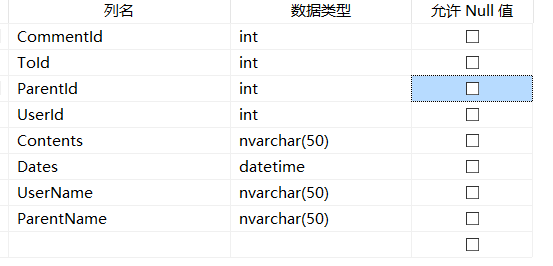 列名 数据类型 允许 Null 值
CommentId int
ToId int
ParentId int
UserId int
Contents nvarchar(50)
Dates datetime
UserName nvarchar(50)
ParentName nvarchar(50)